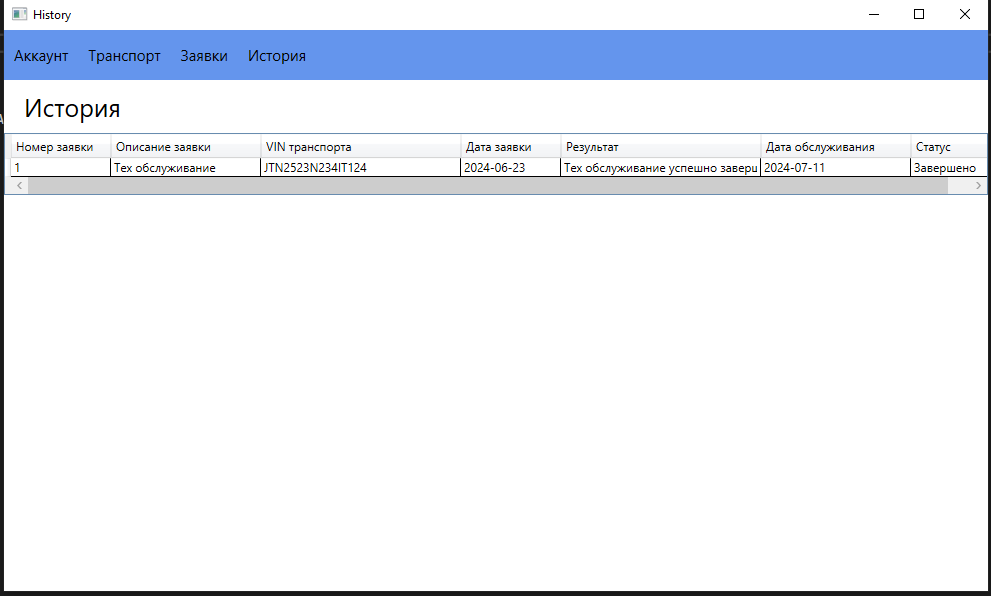 History
Аккаунт Транспорт Заявки История
История
Номер заявки Описание заявки VIN транспорта Дата заявки Результат Дата обслуживания Статус
1 Тех обслуживание JTN2523N234IT124 2024-06-23 Тех обслуживание успешно заверш 2024-07-11 Завершено